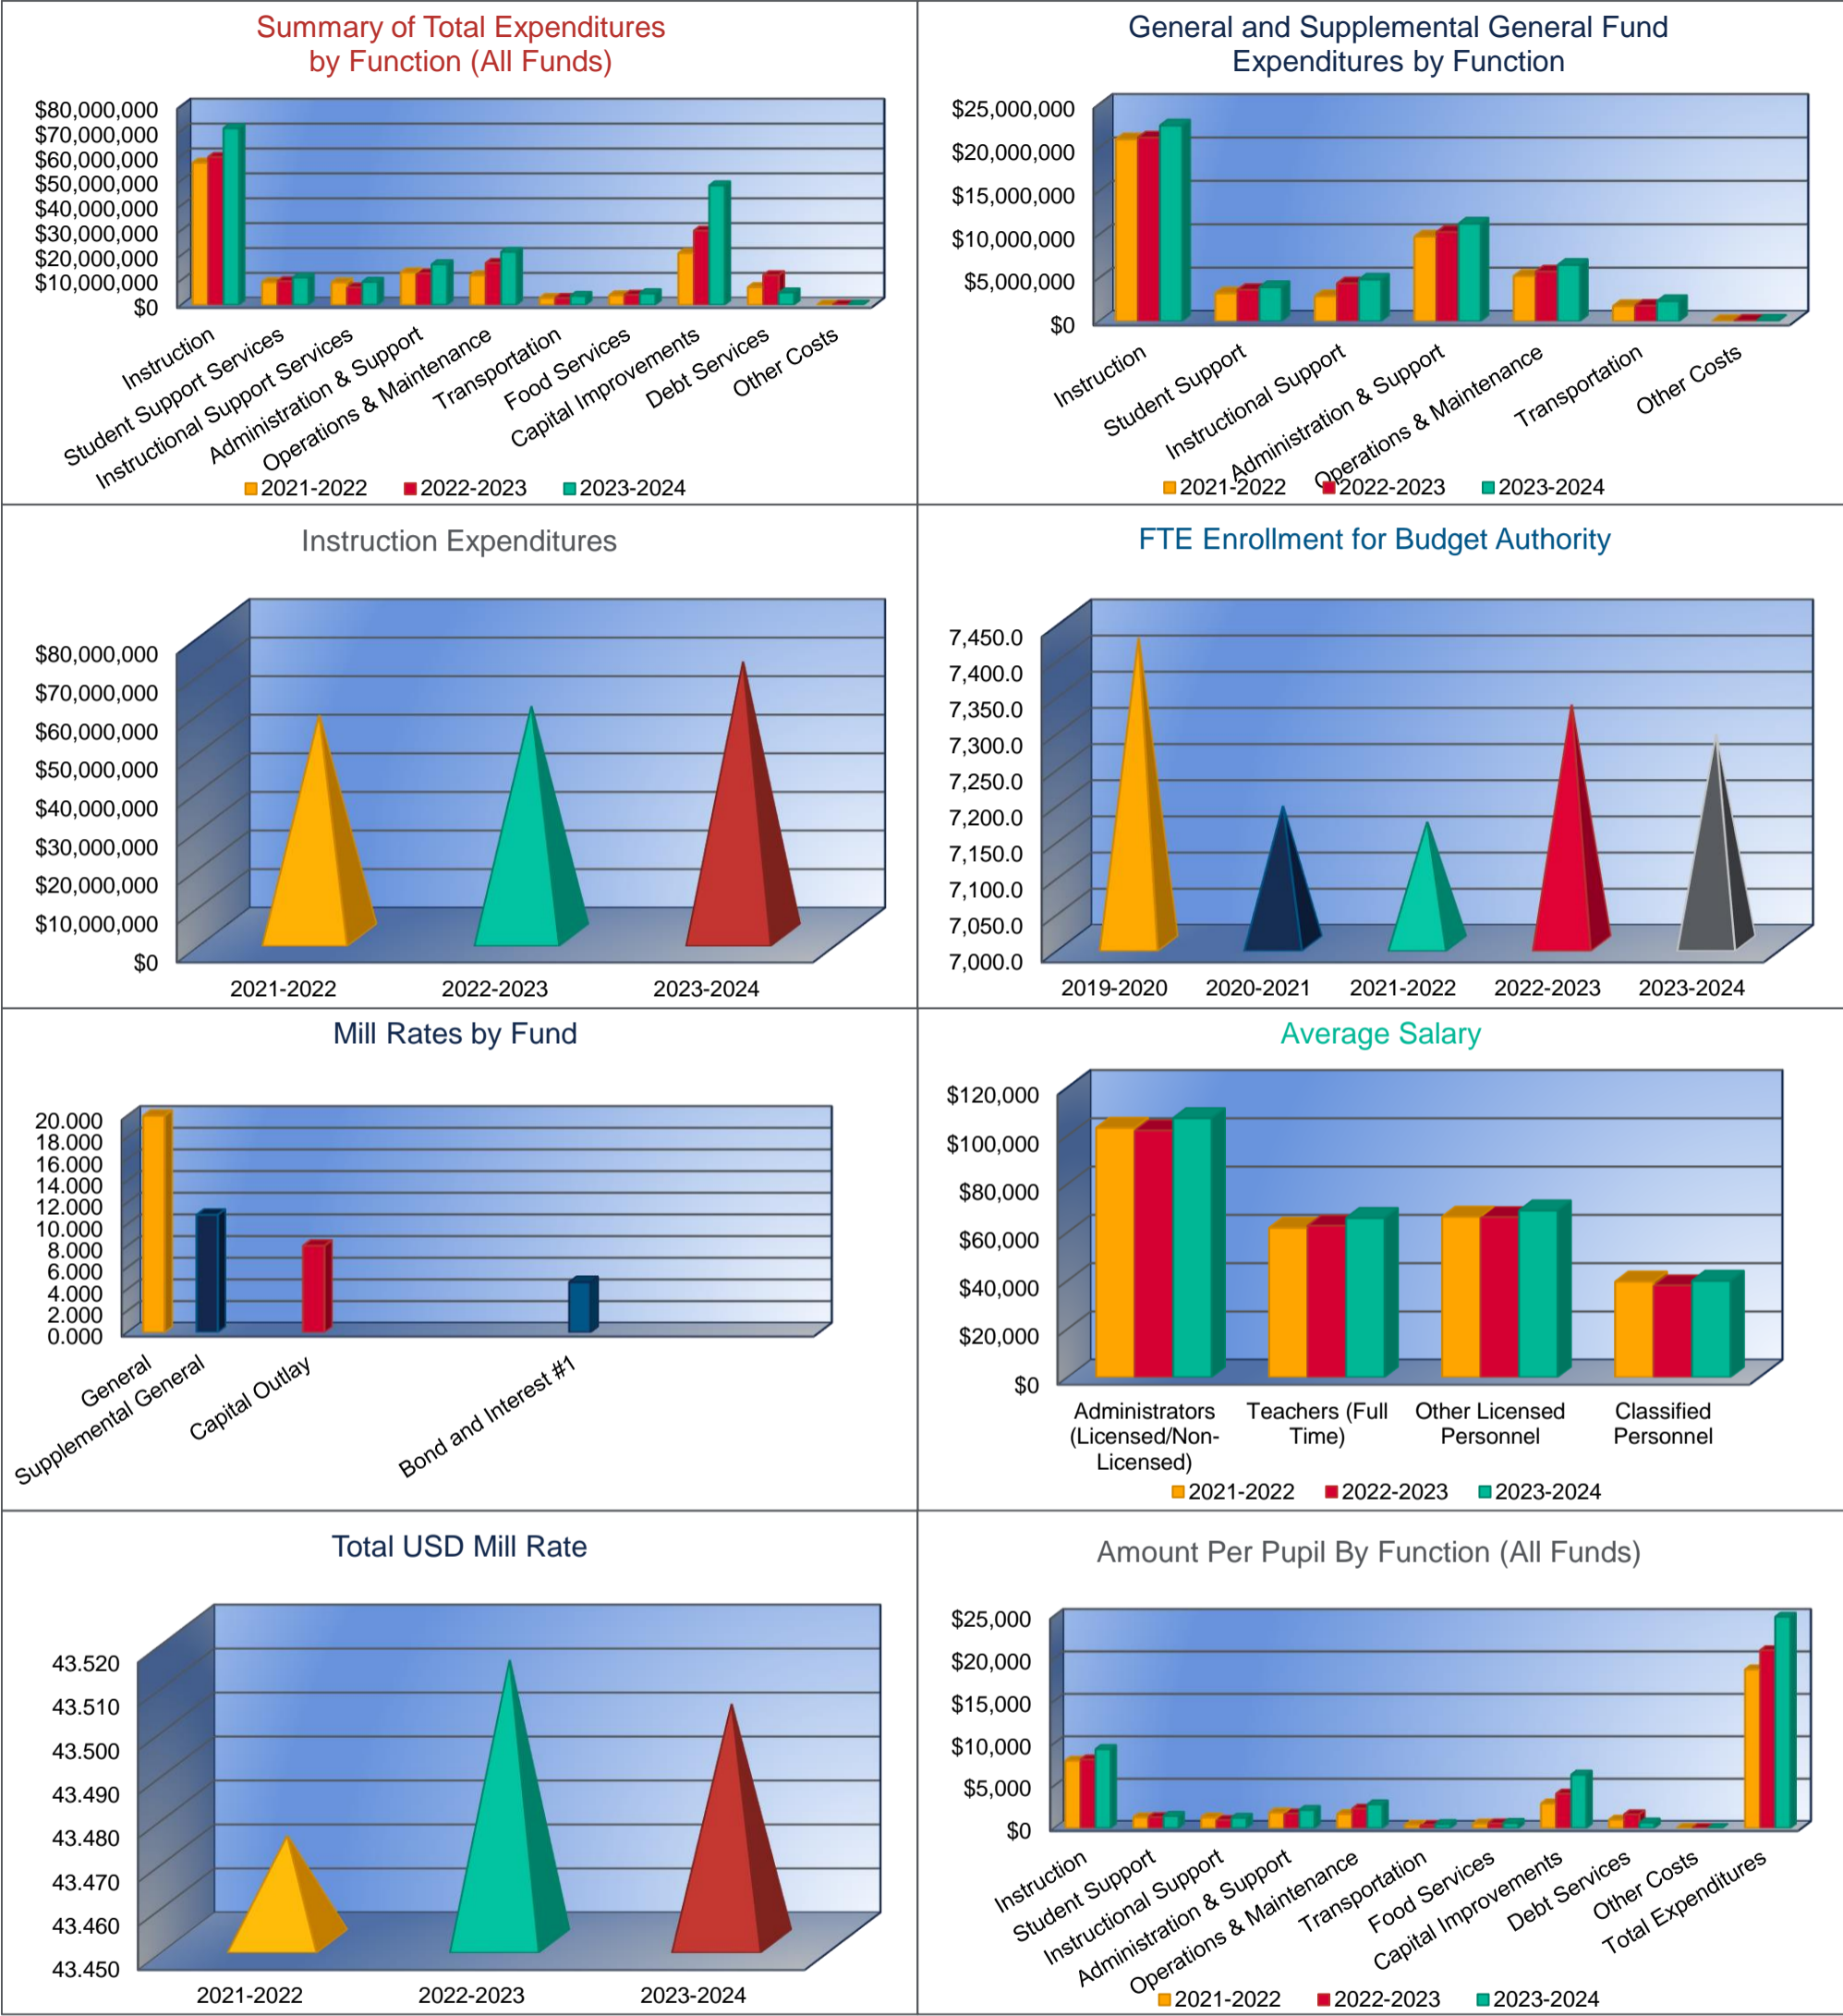 Summary of Total Expenditures
by Function (All Funds)
$80,000,000
$70,000,000
$60,000,000
$50,000,000
$40,000,000
$30,000,000
$20,000,000
$10,000,000
$0
Instruction
Student Support Services
Instructional Support Services
Administration & Support
Operations & Maintenance
Transportation
Food Services
Capital Improvements
Debt Services
Other Costs
2021-2022 2022-2023 2023-2024
General and Supplemental General Fund
Expenditures by Function
$25,000,000
$20,000,000
$15,000,000
$10,000,000
$5,000,000
$0
Instruction
Student Support
Instructional Support
Administration & Support
Operations & Maintenance
Transportation
Other Costs
2021-2022 2022-2023 2023-2024
Instruction Expenditures
$80,000,000
$70,000,000
$60,000,000
$50,000,000
$40,000,000
$30,000,000
$20,000,000
$10,000,000
$0
2021-2022 2022-2023 2023-2024
FTE Enrollment for Budget Authority
7,450.0
7,400.0
7,350.0
7,300.0
7,250.0
7,200.0
7,150.0
7,100.0
7,050.0
7,000.0
2019-2020 2020-2021 2021-2022 2022-2023 2023-2024
Mill Rates by Fund
20.000
18.000
16.000
14.000
12.000
10.000
8.000
6.000
4.000
2.000
0.000
General
Supplemental General
Capital Outlay
Bond and Interest #1
Average Salary
$120,000
$100,000
$80,000
$60,000
$40,000
$20,000
$0
Administrators
(Licensed/Non-
Licensed)
Teachers (Full
Time)
Other Licensed
Personnel
Classified
Personnel
2021-2022 2022-2023 2023-2024
Total USD Mill Rate
43.520
43.510
43.500
43.490
43.480
43.470
43.460
43.450
2021-2022 2022-2023 2023-2024
Amount Per Pupil By Function (All Funds)
$25,000
$20,000
$15,000
$10,000
$5,000
$0
Instruction
Student Support
Instructional Support
Administration & Support
Operations & Maintenance
Transportation
Food Services
Capital Improvements
Debt Services
Other Costs
Total Expenditures
2021-2022 2022-2023 2023-2024